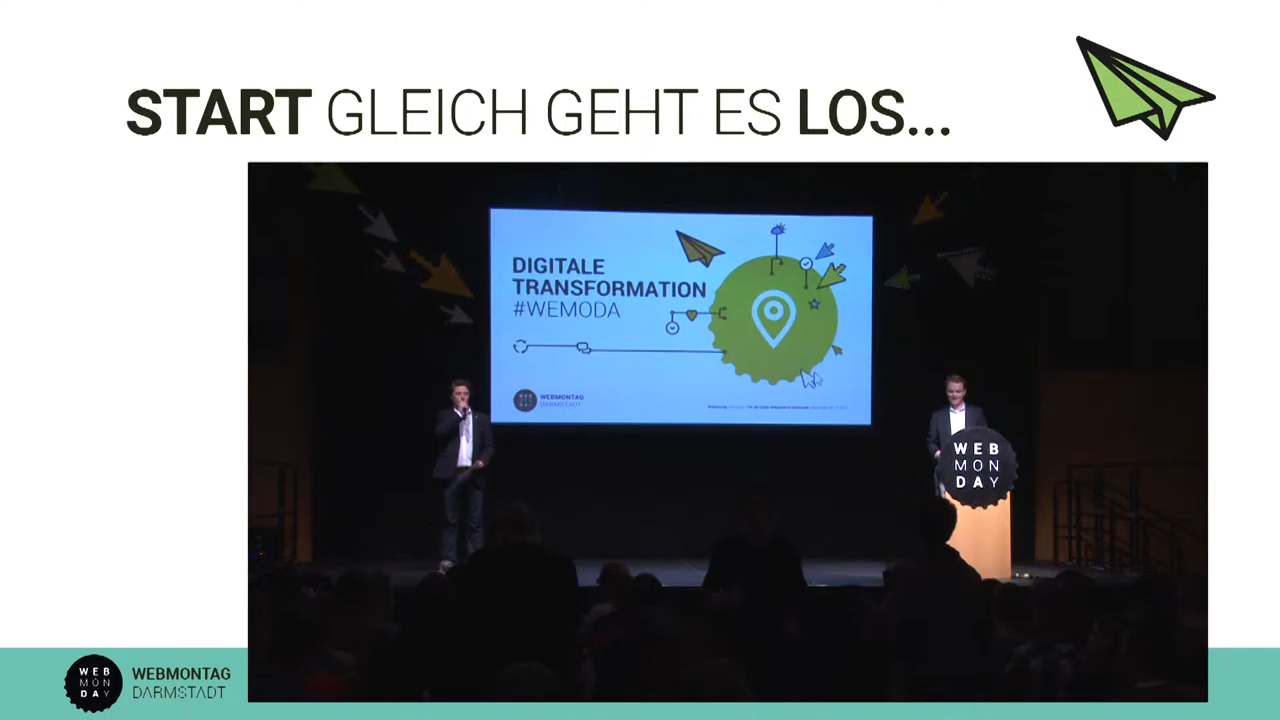 START GLEICH GEHT ES LOS...
DIGITALE
TRANSFORMATION
#WEMODA
WEBMONTAG
DARMSTADT
WEB
MON
DAY
WEB
MON
DAY
WEBMONTAG
DARMSTADT